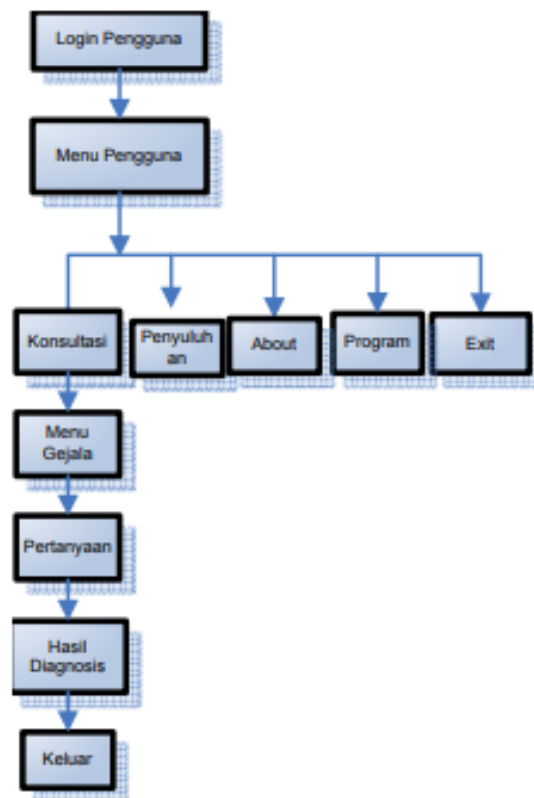 Login Pengguna
Menu Pengguna
Konsultasi
Penyuluh
an
About
Program
Exit
Menu
Gejala
Pertanyaan
Hasil
Diagnosis
Keluar